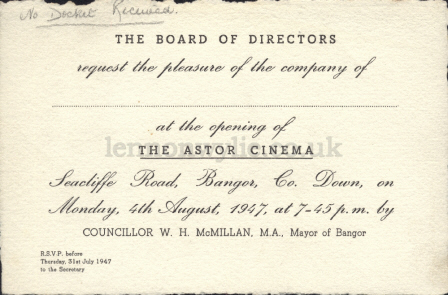 No Docket Received.
THE BOARD OF DIRECTORS
request the pleasure of the company of
at the opening of
THE ASTOR CINEMA
Seacliffe Road, Bangor, Co. Down, on
Monday, 4th August, 1947, at 7-45 p.m. by
COUNCILLOR W. H. McMILLAN, M.A., Mayor of Bangor
R.S.V.P. before
Thursday, 31st July 1947
to the Secretary